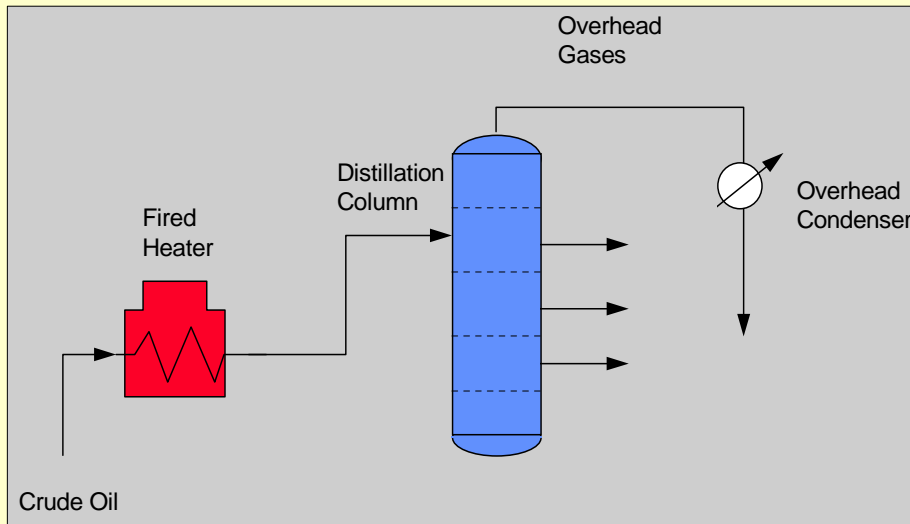 Overhead
Gases
Distillation
Column
Fired
Heater
Overhead
Condenser
Crude Oil